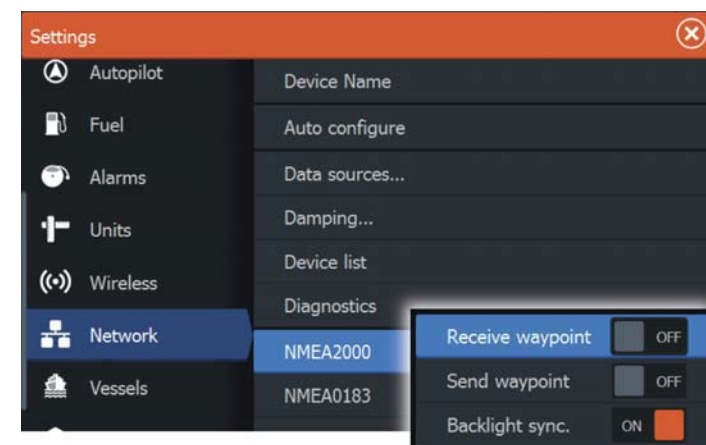 Settings
Autopilot
Fuel
Alarms
Units
Wireless
Network
Vessels
Device Name
Auto configure
Data sources...
Damping...
Device list
Diagnostics
NMEA2000
NMEA0183
Receive waypoint OFF
Send waypoint OFF
Backlight sync. ON